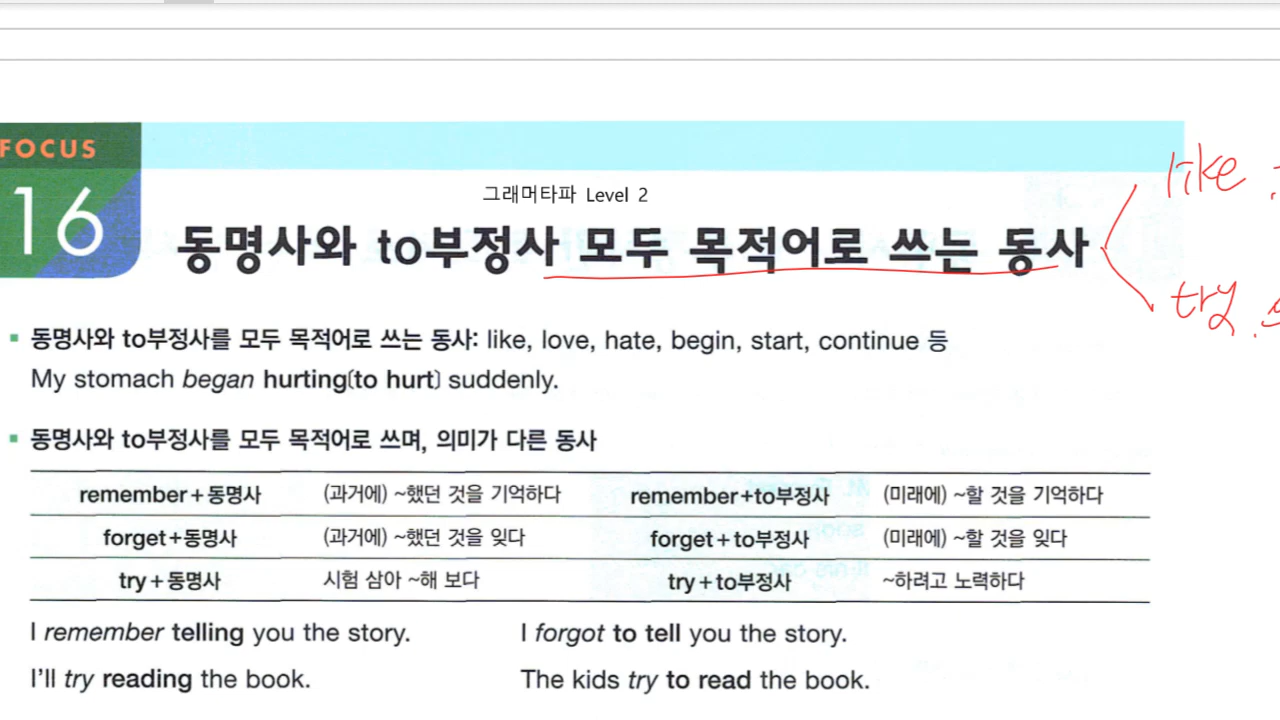 FOCUS
16
그래머타파 Level 2
동명사와 to부정사 모두 목적어로 쓰는 동사
like
try
동명사와 to부정사를 모두 목적어로 쓰는 동사: like, love, hate, begin, start, continue 등
My stomach began hurting(to hurt) suddenly.
동명사와 to부정사를 모두 목적어로 쓰며, 의미가 다른 동사
remember+동명사 (과거에) ~했던 것을 기억하다 remember+to부정사 (미래에) ~할 것을 기억하다
forget+동명사 (과거에) ~했던 것을 잊다 forget+to부정사 (미래에) ~할 것을 잊다
try+동명사 시험 삼아 ~해 보다 try+to부정사 ~하려고 노력하다
I remember telling you the story. I forgot to tell you the story.
I'll try reading the book. The kids try to read the book.